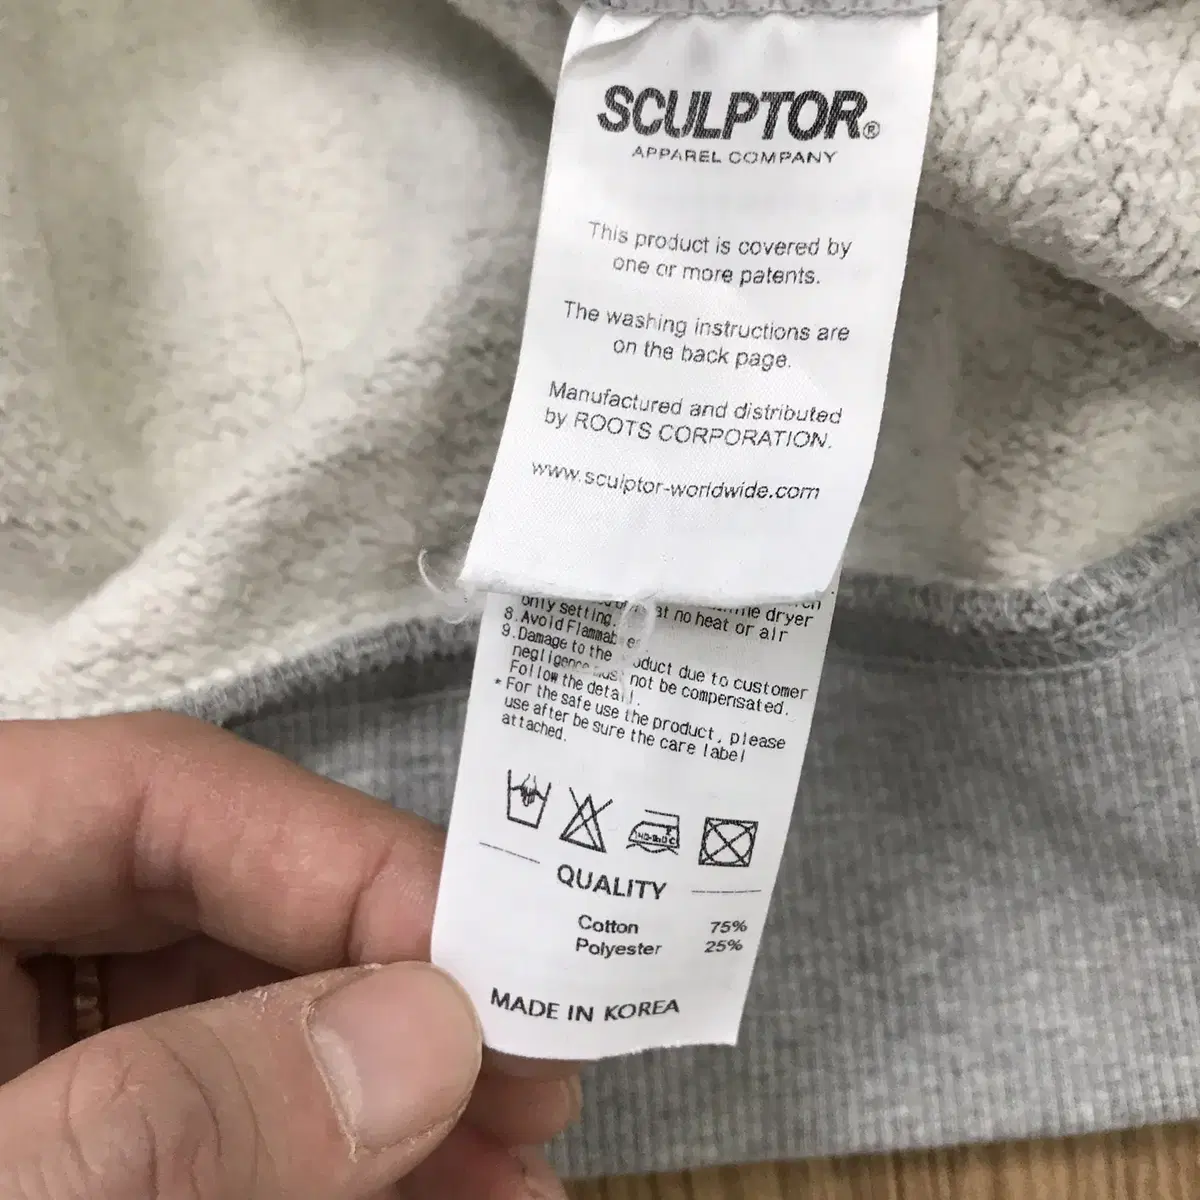 SCULPTOR®
APPAREL COMPANY
This product is covered by
one or more patents.
The washing instructions are
on the back page.
Manufactured and distributed
by ROOTS CORPORATION.
www.sculptor-worldwide.com
dryer
only setting. at no heat or air
8.Avoid
9.Damage to the product due to customer
negligence not be compensated.
Follow the detail.
*For the safe use the product, please
use after be sure the care label
attached.
QUALITY
Cotton 75%
Polyester 25%
MADE IN KOREA